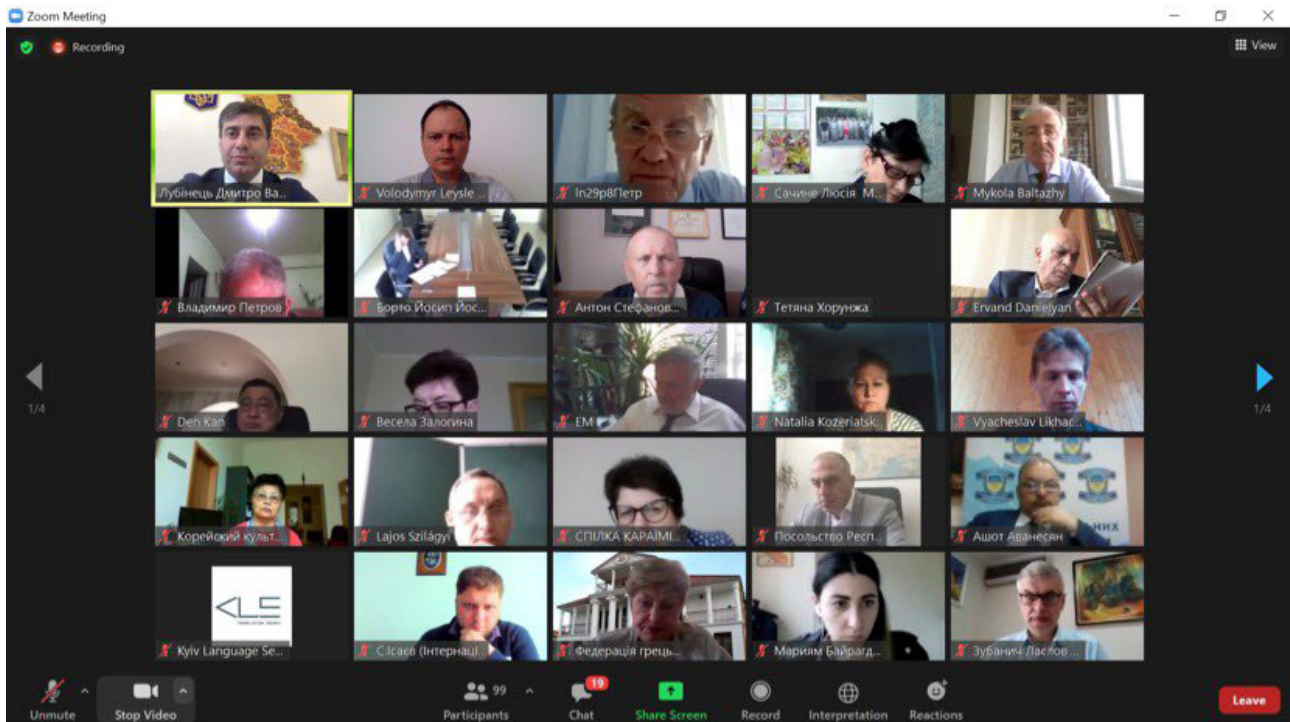 Zoom Meeting
Recording
View
Лубінець Дмитро Ва...
Volodymyr Leysle ...
ln29p8Петр
Сачине Люсія М...
Mykola Baltazhy
Владимир Петров
Борто Йосип Йос...
Антон Стефанов...
Тетяна Хорунжа
Ervand Danielyan
Den Kan
Весела Залогина
EM
Natalia Kozeriatsk...
Vyacheslav Likhac...
1/4
1/4
Корейский культ...
Lajos Szilágyi
СПІЛКА КАРАЇМІ...
Посольство Респ...
НИХ
Ашот Аванесян
KLS
Kyiv Language Se...
С.Ісаєв (Інтернаці...
Федерація грець...
Мариям Байрагд...
Зубанич Ласлов ...
Unmute
Stop Video
99
Participants
19
Chat
Share Screen
Record
Interpretation
Reactions
Leave